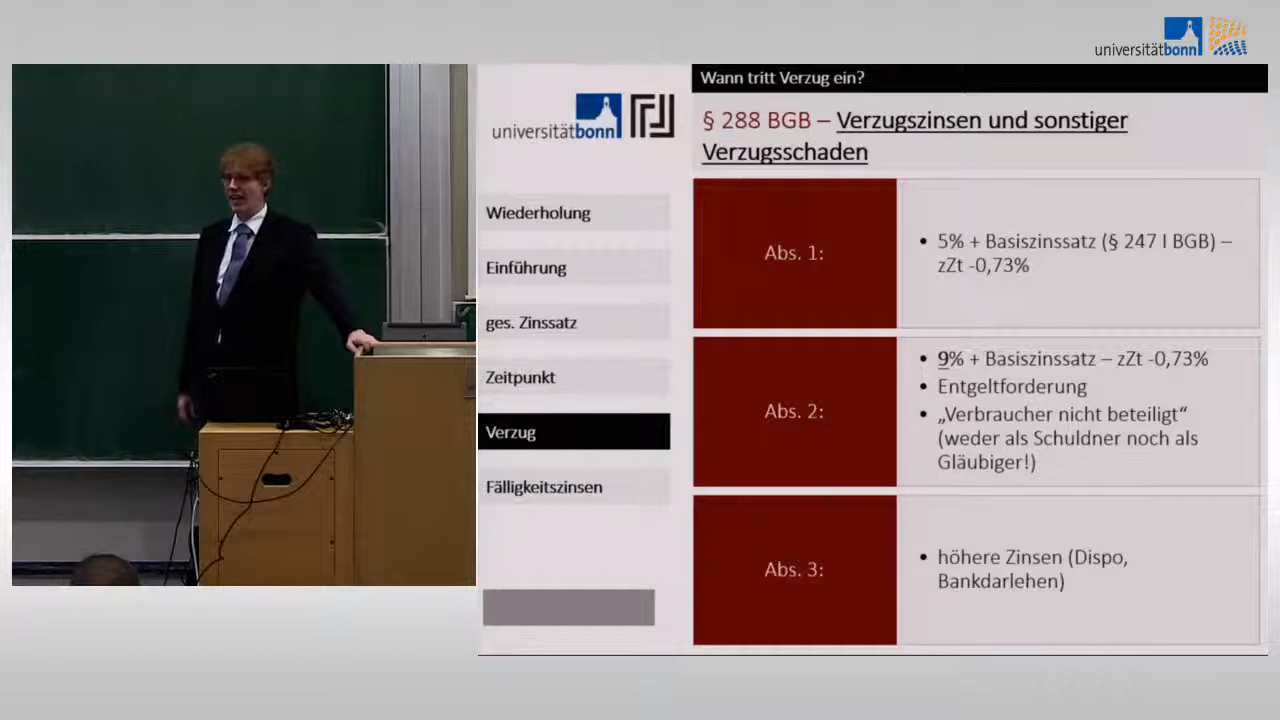 universitätbonn
universitätbonn
Wann tritt Verzug ein?
§ 288 BGB – Verzugszinsen und sonstiger
Verzugsschaden
Wiederholung
Einführung
ges. Zinssatz
Zeitpunkt
Verzug
Fälligkeitszinsen
Abs. 1:
• 5% + Basiszinssatz (§ 247 I BGB) –
zZt -0,73%
Abs. 2:
• 9% + Basiszinssatz – zZt -0,73%
• Entgeltforderung
• „Verbraucher nicht beteiligt“
(weder als Schuldner noch als
Gläubiger!)
Abs. 3:
• höhere Zinsen (Dispo,
Bankdarlehen)